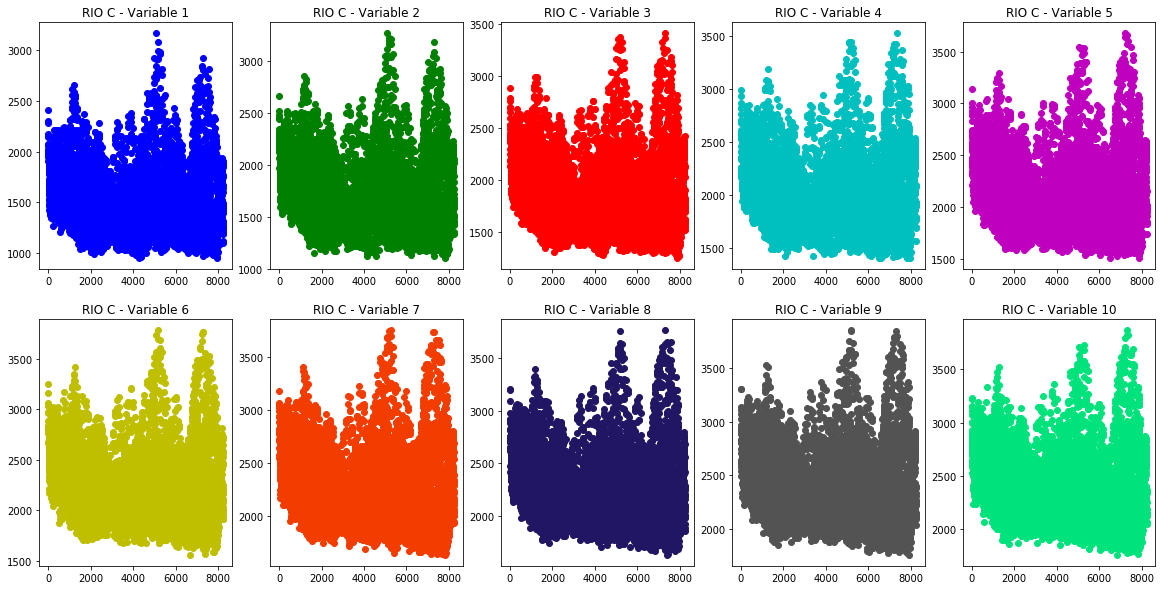 RIO C - Variable 1
3000
2500
2000
1500
1000
0 2000 4000 6000 8000
RIO C - Variable 2
3000
2500
2000
1500
1000
0 2000 4000 6000 8000
RIO C - Variable 3
3500
3000
2500
2000
1500
0 2000 4000 6000 8000
RIO C - Variable 4
3500
3000
2500
2000
1500
0 2000 4000 6000 8000
RIO C - Variable 5
3500
3000
2500
2000
1500
0 2000 4000 6000 8000
RIO C - Variable 6
3500
3000
2500
2000
1500
0 2000 4000 6000 8000
RIO C - Variable 7
3500
3000
2500
2000
0 2000 4000 6000 8000
RIO C - Variable 8
3500
3000
2500
2000
0 2000 4000 6000 8000
RIO C - Variable 9
3500
3000
2500
2000
0 2000 4000 6000 8000
RIO C - Variable 10
3500
3000
2500
2000
0 2000 4000 6000 8000